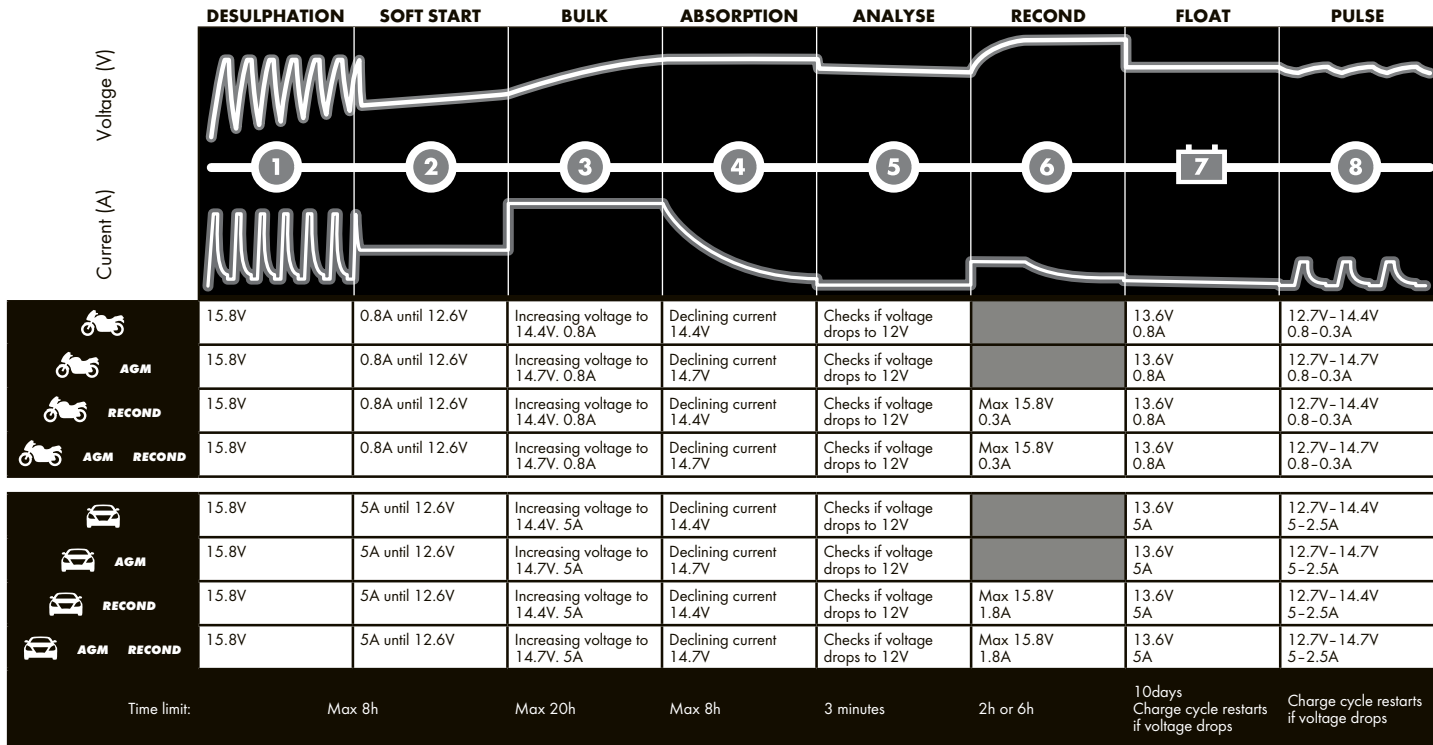 DESULPHATION SOFT START BULK ABSORPTION ANALYSE RECOND FLOAT PULSE
Voltage (V)
1 2 3 4 5 6 7 8
Current (A)
15.8V 0.8A until 12.6V Increasing voltage to Declining current Checks if voltage 13.6V 12.7V–14.4V
14.4V. 0.8A 14.4V drops to 12V 0.8A 0.8–0.3A
AGM 15.8V 0.8A until 12.6V Increasing voltage to Declining current Checks if voltage 13.6V 12.7V–14.7V
14.7V. 0.8A 14.7V drops to 12V 0.8A 0.8–0.3A
RECOND 15.8V 0.8A until 12.6V Increasing voltage to Declining current Checks if voltage Max 15.8V 13.6V 12.7V–14.4V
14.4V. 0.8A 14.4V drops to 12V 0.3A 0.8A 0.8–0.3A
AGM RECOND 15.8V 0.8A until 12.6V Increasing voltage to Declining current Checks if voltage Max 15.8V 13.6V 12.7V–14.7V
14.7V. 0.8A 14.7V drops to 12V 0.3A 0.8A 0.8–0.3A
15.8V 5A until 12.6V Increasing voltage to Declining current Checks if voltage 13.6V 12.7V–14.4V
14.4V. 5A 14.4V drops to 12V 5A 5–2.5A
AGM 15.8V 5A until 12.6V Increasing voltage to Declining current Checks if voltage 13.6V 12.7V–14.7V
14.7V. 5A 14.7V drops to 12V 5A 5–2.5A
RECOND 15.8V 5A until 12.6V Increasing voltage to Declining current Checks if voltage Max 15.8V 13.6V 12.7V–14.4V
14.4V. 5A 14.4V drops to 12V 1.8A 5A 5–2.5A
AGM RECOND 15.8V 5A until 12.6V Increasing voltage to Declining current Checks if voltage Max 15.8V 13.6V 12.7V–14.7V
14.7V. 5A 14.7V drops to 12V 1.8A 5A 5–2.5A
Time limit: Max 8h Max 20h Max 8h 3 minutes 2h or 6h
10days
Charge cycle restarts
if voltage drops
Charge cycle restarts
if voltage drops